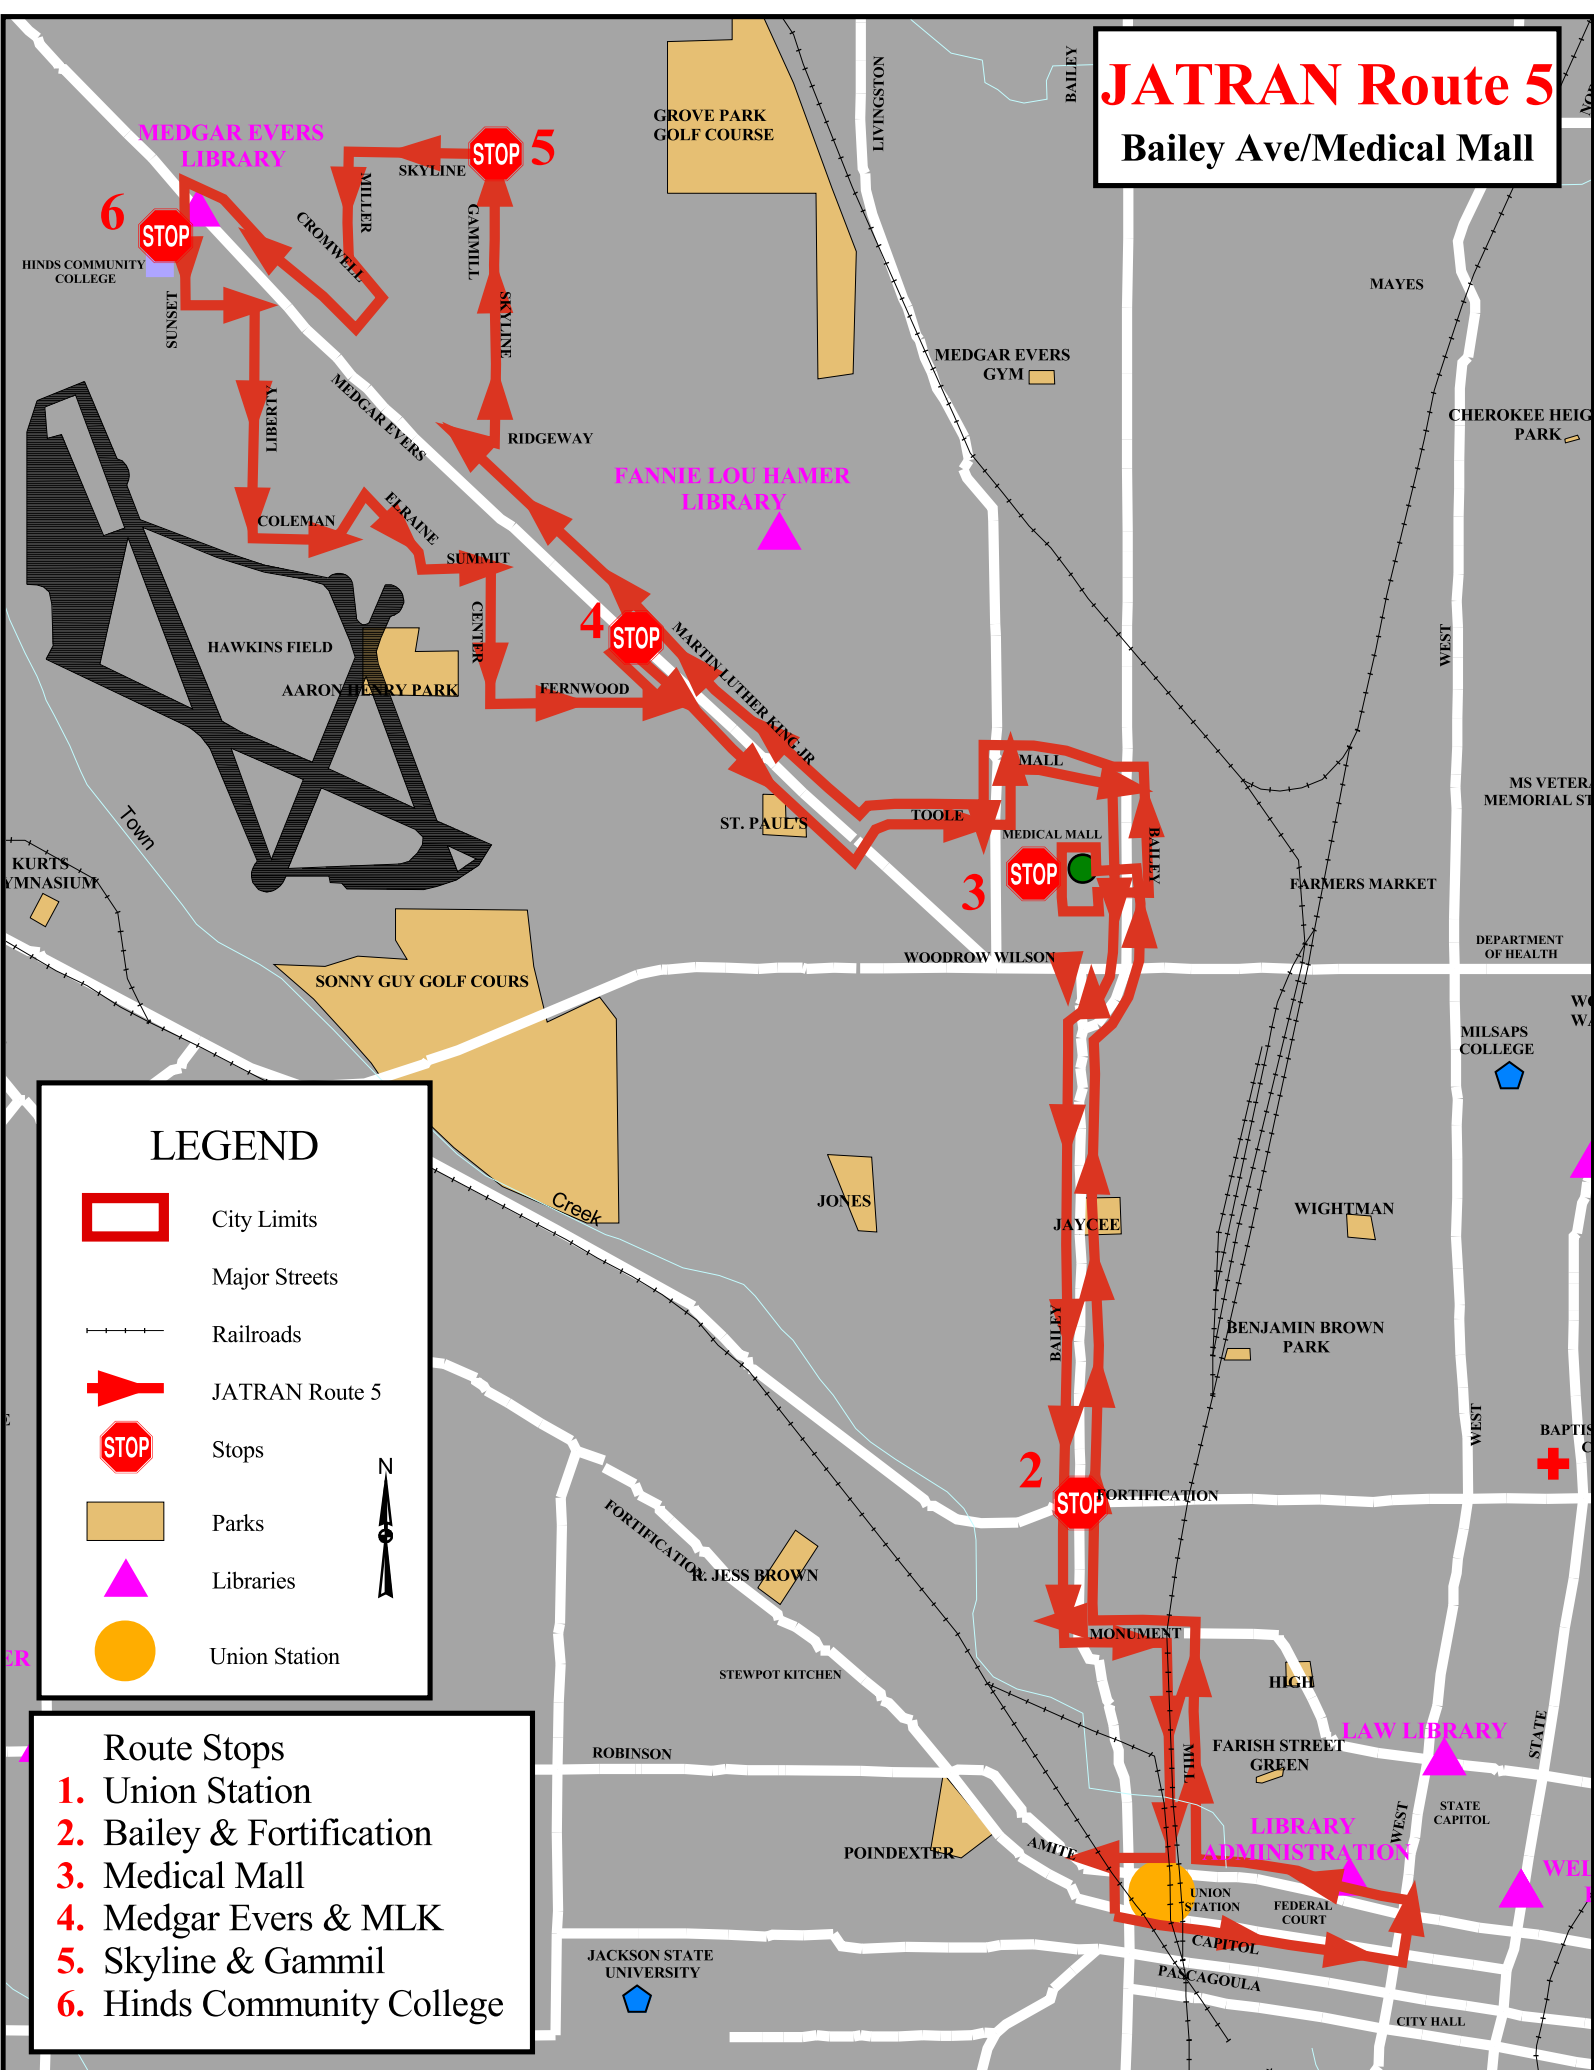 JATRAN Route 5
Bailey Ave/Medical Mall
BAILEY
LIVINGSTON
GROVE PARK
GOLF COURSE
MEDGAR EVERS
LIBRARY
STOP
5
SKYLINE
MILLER
GAMMILL
CROMWELL
6
STOP
HINDS COMMUNITY
COLLEGE
SUNSET
SKYLINE
MAYES
MEDGAR EVERS
GYM
MEDGAR EVERS
LIBERTY
RIDGEWAY
CHEROKEE HEIG
PARK
FANNIE LOU HAMER
LIBRARY
COLEMAN
ELRAINE
SUMMIT
CENTER
4
STOP
MARTIN LUTHER KING JR
WEST
HAWKINS FIELD
AARON HENRY PARK
FERNWOOD
MALL
MS VETERA
MEMORIAL ST
Town
ST. PAUL'S
TOOLE
MEDICAL MALL
BAILEY
KURTS
YMNASIUM
STOP
3
FARMERS MARKET
DEPARTMENT
OF HEALTH
WOODROW WILSON
SONNY GUY GOLF COURS
WO
WA
MILSAPS
COLLEGE
LEGEND
City Limits
Major Streets
Railroads
JATRAN Route 5
STOP
Stops
N
Parks
Libraries
Union Station
Creek
JONES
JAYCEE
WIGHTMAN
BAILEY
BENJAMIN BROWN
PARK
WEST
BAPTIS
C
2
STOP
FORTIFICATION
FORTIFICATION
R. JESS BROWN
MONUMENT
ER
STEWPOT KITCHEN
HIGH
LAW LIBRARY
STATE
ROBINSON
MILL
FARISH STREET
GREEN
STATE
CAPITOL
WEST
LIBRARY
ADMINISTRATION
AMITE
POINDEXTER
WEL
UNION
STATION
FEDERAL
COURT
CAPITOL
JACKSON STATE
UNIVERSITY
PASCAGOULA
CITY HALL
Route Stops
1. Union Station
2. Bailey & Fortification
3. Medical Mall
4. Medgar Evers & MLK
5. Skyline & Gammil
6. Hinds Community College